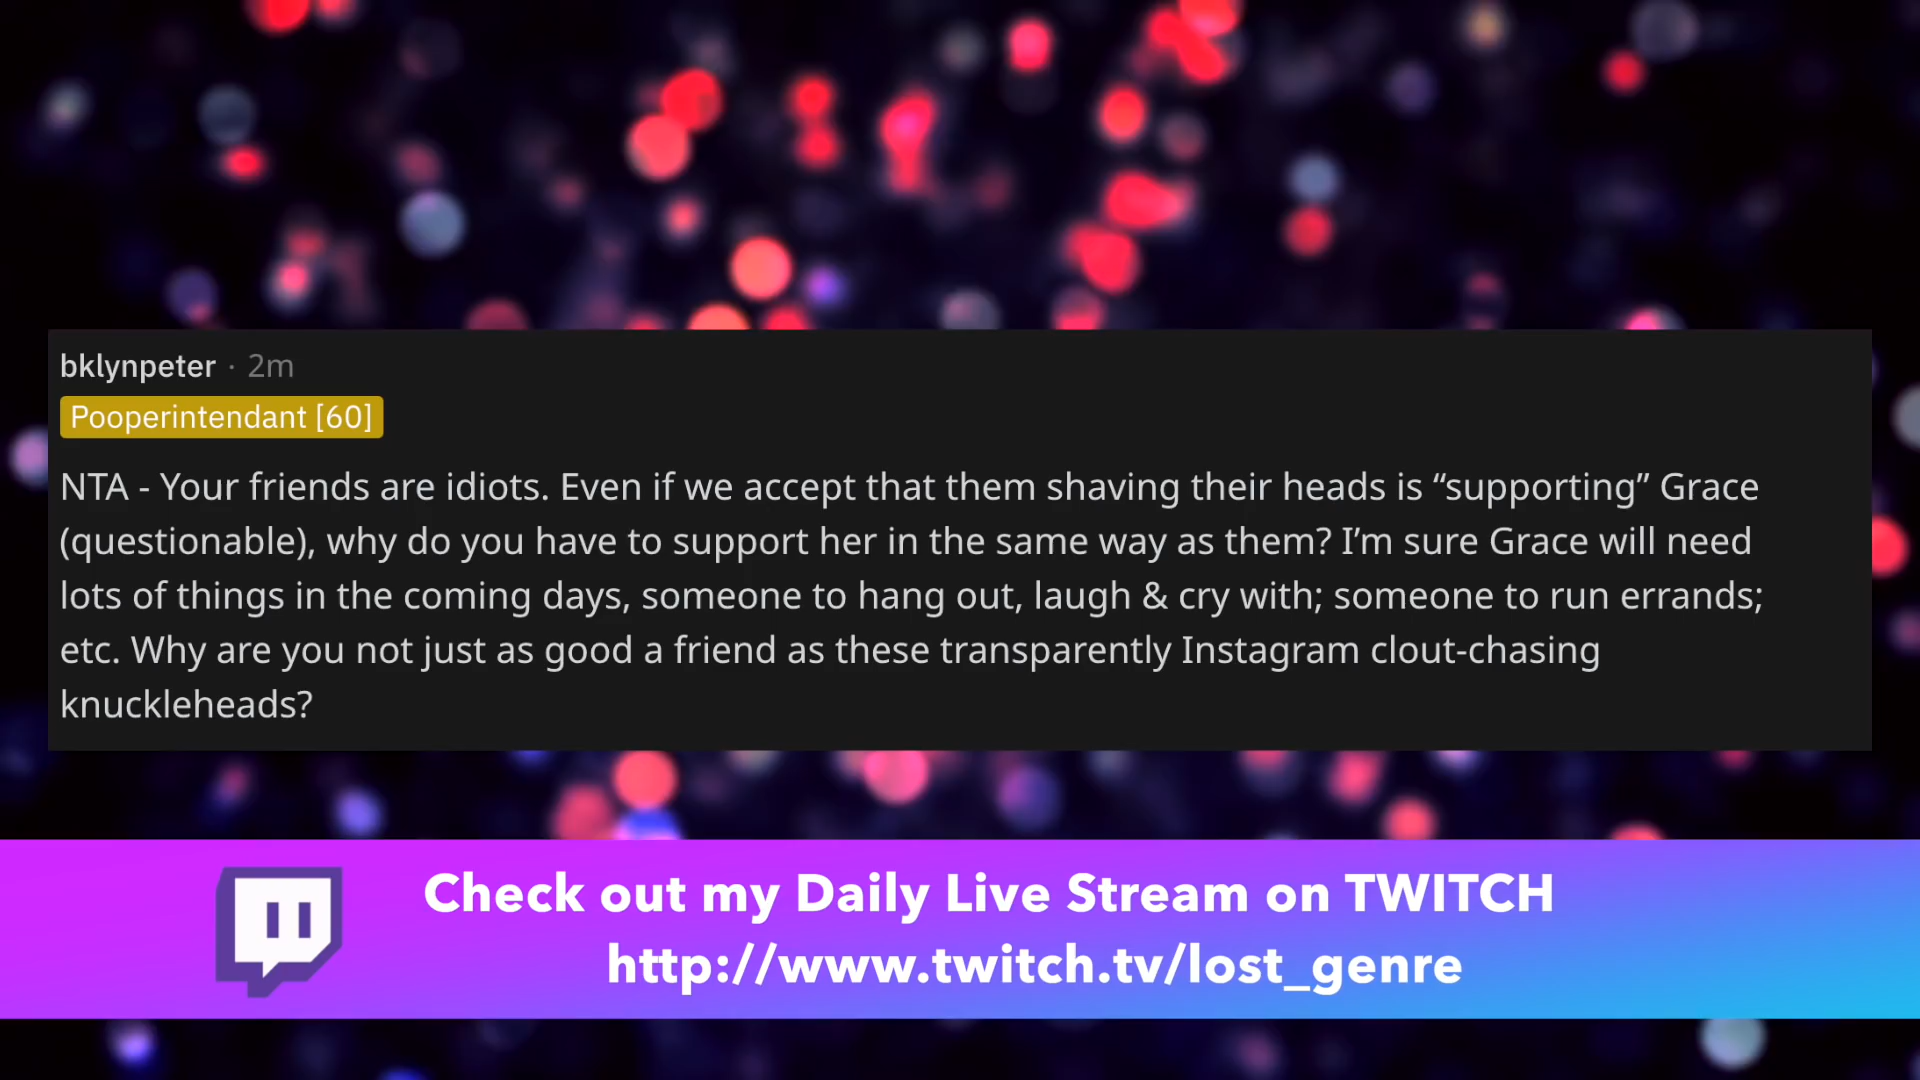 bklynpeter · 2m
Pooperintendant [60]
NTA - Your friends are idiots. Even if we accept that them shaving their heads is “supporting” Grace
(questionable), why do you have to support her in the same way as them? I’m sure Grace will need
lots of things in the coming days, someone to hang out, laugh & cry with; someone to run errands;
etc. Why are you not just as good a friend as these transparently Instagram clout-chasing
knuckleheads?
Check out my Daily Live Stream on TWITCH
http://www.twitch.tv/lost_genre